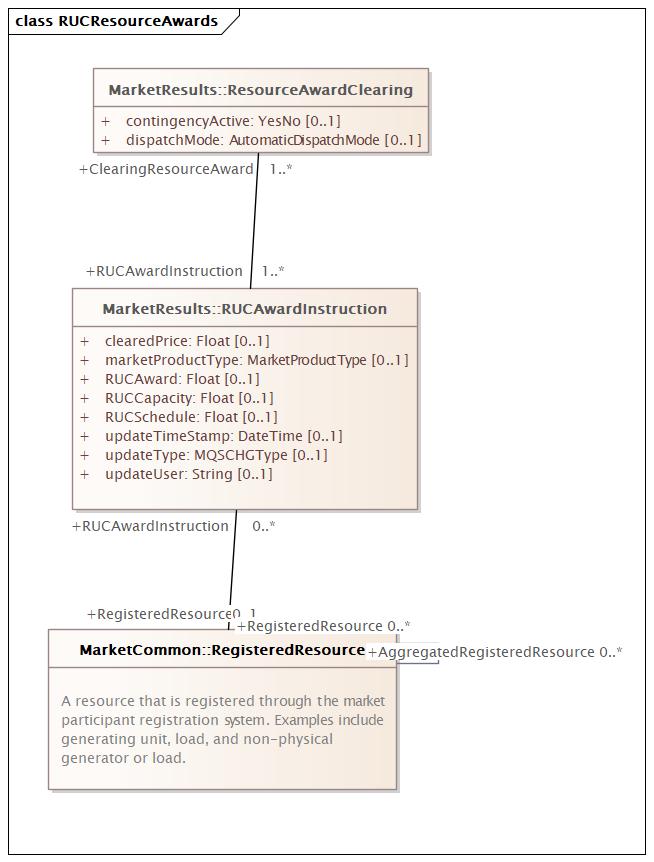 class RUCResourceAwards
MarketResults::ResourceAwardClearing
+ contingencyActive: YesNo [0..1]
+ dispatchMode: AutomaticDispatchMode [0..1]
+ClearingResourceAward 1..*
+RUCAwardInstruction 1..*
MarketResults::RUCAwardInstruction
+ clearedPrice: Float [0..1]
+ marketProductType: MarketProductType [0..1]
+ RUCAward: Float [0..1]
+ RUCCapacity: Float [0..1]
+ RUCSchedule: Float [0..1]
+ updateTimeStamp: DateTime [0..1]
+ updateType: MQSCHGType [0..1]
+ updateUser: String [0..1]
+RUCAwardInstruction 0..*
+RegisteredResource 0..1
+RegisteredResource 0..*
MarketCommon::RegisteredResource
+AggregatedRegisteredResource 0..*
A resource that is registered through the market
participant registration system. Examples include
generating unit, load, and non-physical
generator or load.